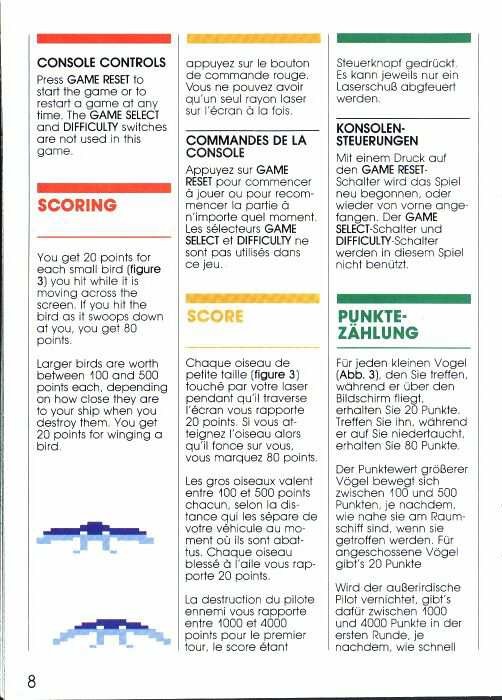 CONSOLE CONTROLS
Press GAME RESET to
start the game or to
restart a game at any
time. The GAME SELECT
and DIFFICULTY switches
are not used in this
game.
SCORING
You get 20 points for
each small bird (figure
3) you hit while it is
moving across the
screen. If you hit the
bird as it swoops down
at you, you get 80
points.
Larger birds are worth
between 100 and 500
points each, depending
on how close they are
to your ship when you
destroy them. You get
20 points for winging a
bird.
appuyez sur le bouton
de commande rouge.
Vous ne pouvez avoir
qu'un seul rayon laser
sur l'écran à la fois.
COMMANDES DE LA
CONSOLE
Appuyez sur GAME
RESET pour commencer
à jouer ou pour recom-
mencer la partie à
n'importe quel moment.
Les sélecteurs GAME
SELECT et DIFFICULTY ne
sont pas utilisés dans
ce jeu.
SCORE
Chaque oiseau de
petite taille (figure 3)
touché par votre laser
pendant qu'il traverse
l'écran vous rapporte
20 points. Si vous at-
teignez l'oiseau alors
qu'il fonce sur vous,
vous marquez 80 points.
Les gros oiseaux valent
entre 100 et 500 points
chacun, selon la dis-
tance qui les sépare de
votre véhicule au mo-
ment où ils sont abat-
tus. Chaque oiseau
blessé à l'aile vous rap-
porte 20 points.
La destruction du pilote
ennemi vous rapporte
entre 1000 et 4000
points pour le premier
tour, le score étant
Steuerknopf gedrückt.
Es kann jeweils nur ein
Laserschuß abgfeuert
werden.
KONSOLEN-
STEUERUNGEN
Mit einem Druck auf
den GAME RESET-
Schalter wird das Spiel
neu begonnen, oder
wieder von vorne ange-
fangen. Der GAME
SELECT-Schalter und
DIFFICULTY-Schalter
werden in diesem Spiel
nicht benützt.
PUNKTE-
ZÄHLUNG
Für jeden kleinen Vogel
(Abb. 3), den Sie treffen,
während er über den
Bildschirm fliegt,
erhalten Sie 20 Punkte.
Treffen Sie ihn, während
er auf Sie niedertaucht,
erhalten Sie 80 Punkte.
Der Punktewert größerer
Vögel bewegt sich
zwischen 100 und 500
Punkten, je nachdem,
wie nahe sie am Raum-
schiff sind, wenn sie
getroffen werden. Für
angeschossene Vögel
gibt's 20 Punkte
Wird der außerirdische
Pilot vernichtet, gibt's
dafür zwischen 1000
und 4000 Punkte in der
ersten Runde, je
nachdem, wie schnell
8